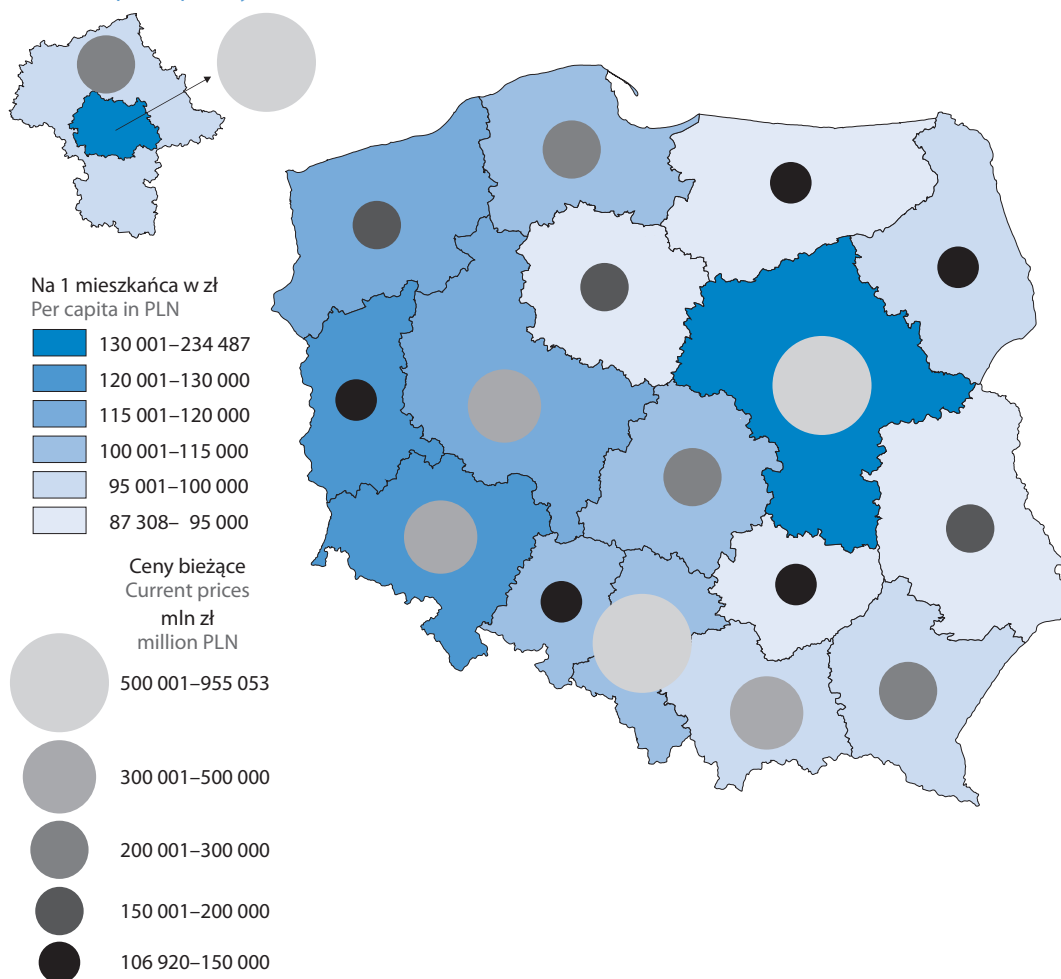 Na 1 mieszkańca w zł
Per capita in PLN
130 001–234 487
120 001–130 000
115 001–120 000
100 001–115 000
95 001–100 000
87 308– 95 000
Ceny bieżące
Current prices
mln zł
million PLN
500 001–955 053
300 001–500 000
200 001–300 000
150 001–200 000
106 920–150 000